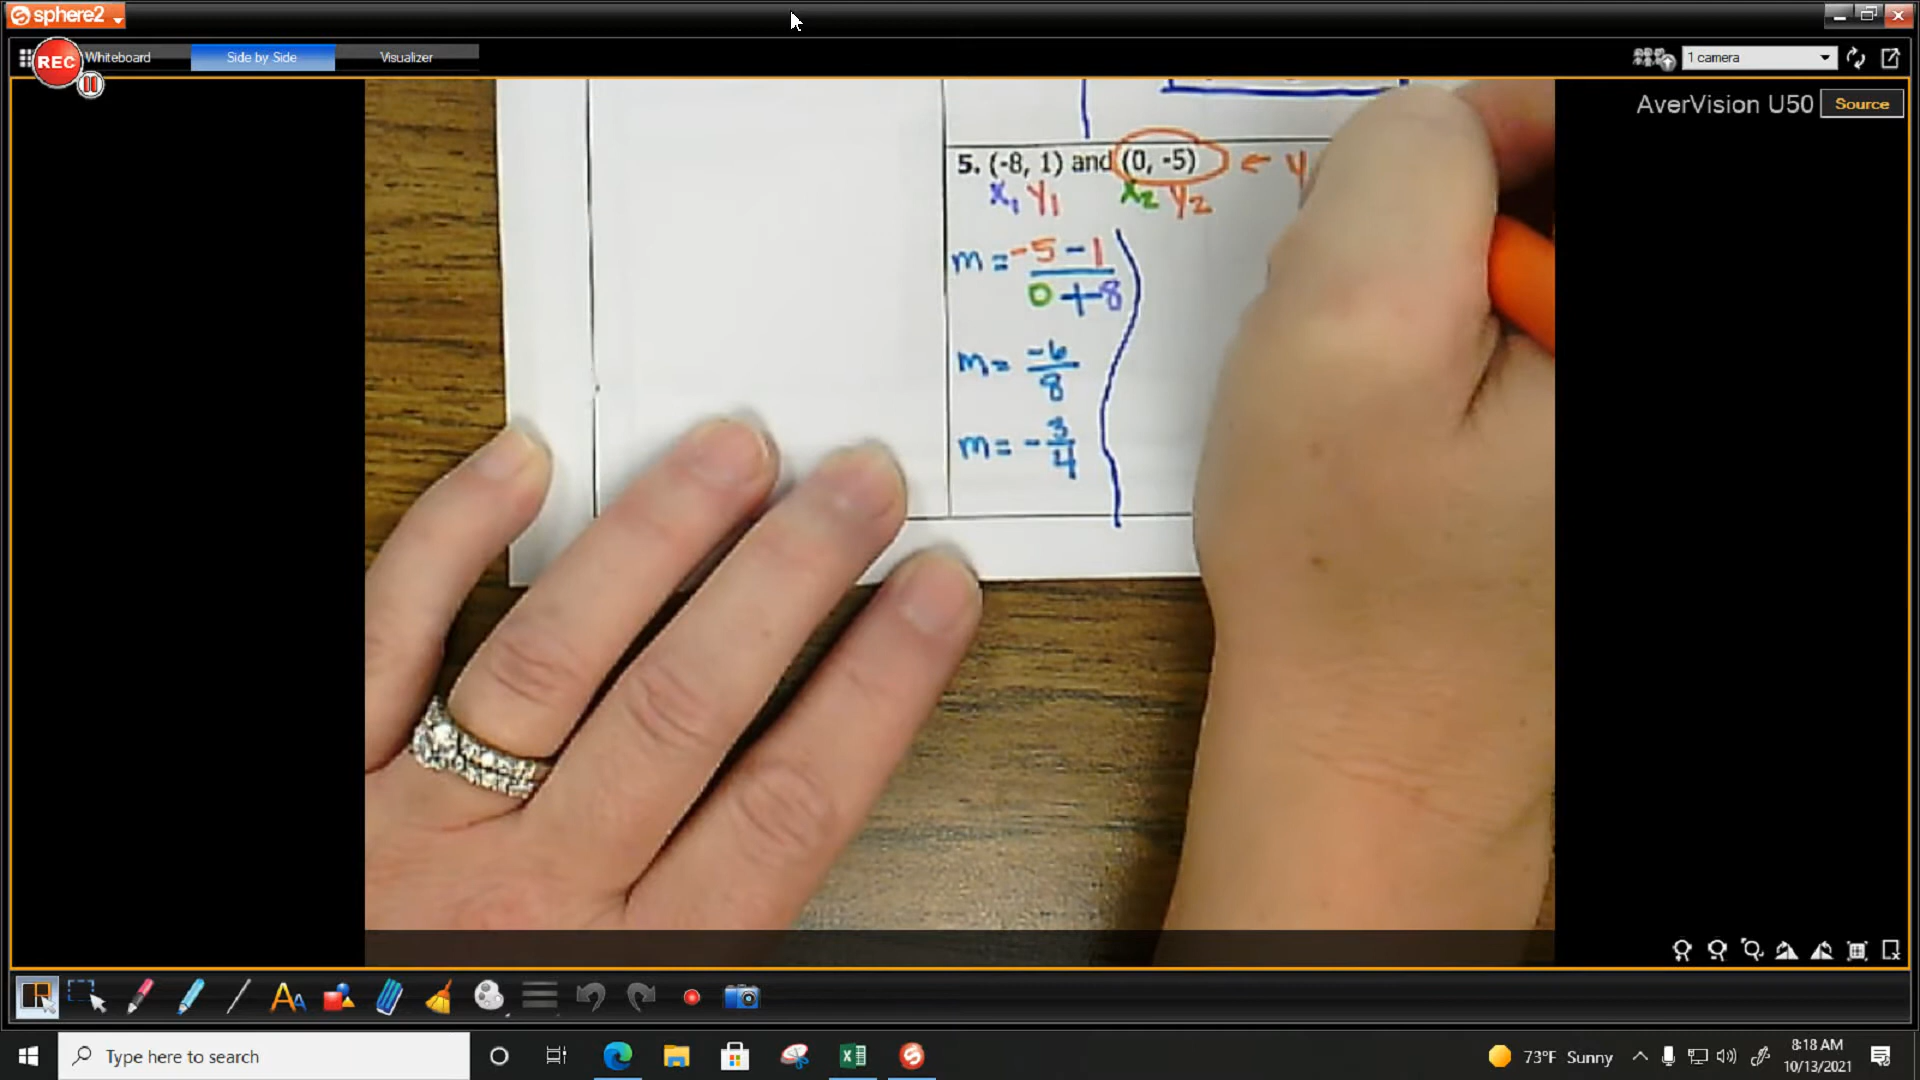 sphere2
REC
Whiteboard
Side by Side
Visualizer
1 camera
AverVision U50
Source
5. (-8, 1) and (0, -5) ← y
x₁ y₁ x₂ y₂
m = -5 - 1
0 + 8
m = -6
8
m = - 3
4
Type here to search
73°F Sunny
8:18 AM
10/13/2021